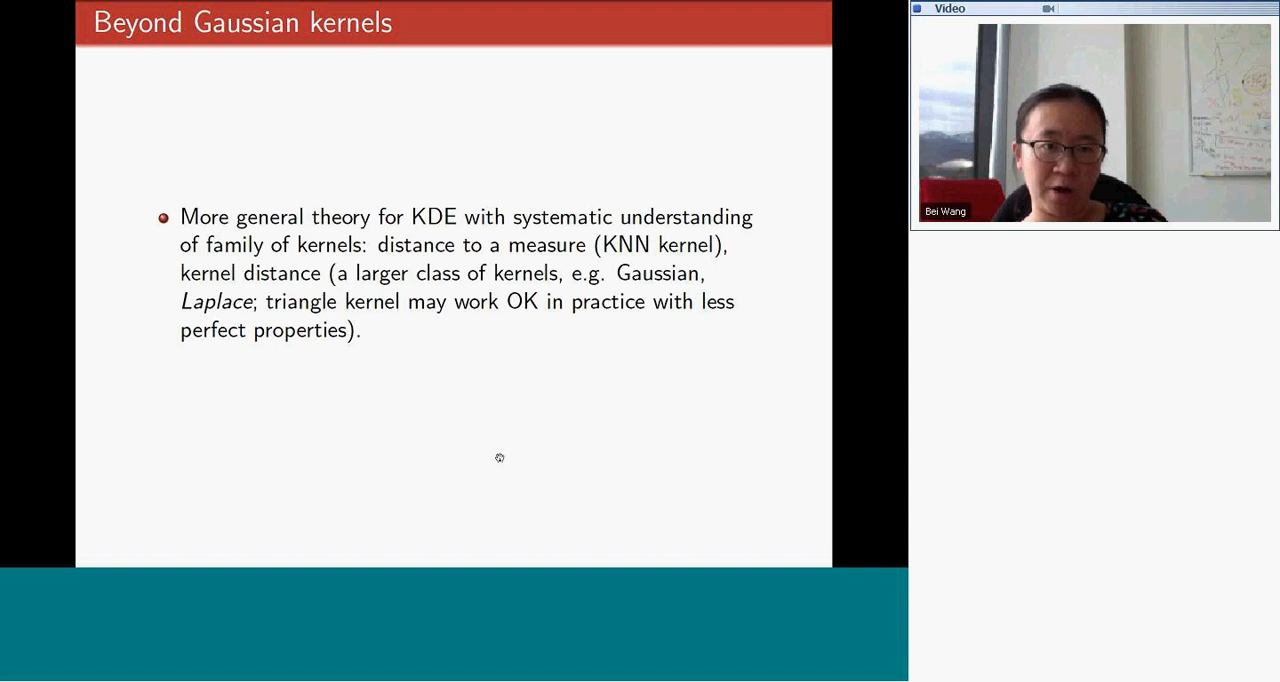 Beyond Gaussian kernels
More general theory for KDE with systematic understanding
of family of kernels: distance to a measure (KNN kernel),
kernel distance (a larger class of kernels, e.g. Gaussian,
Laplace; triangle kernel may work OK in practice with less
perfect properties).
Video
Bei Wang